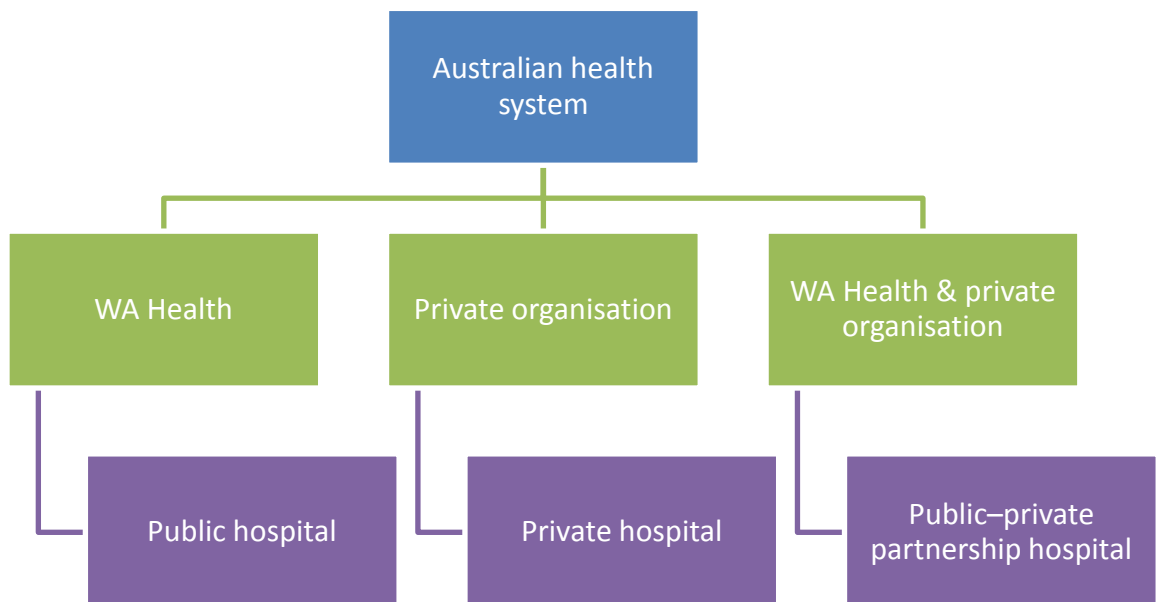 Australian health
system
WA Health
Private organisation
WA Health & private
organisation
Public hospital
Private hospital
Public–private
partnership hospital